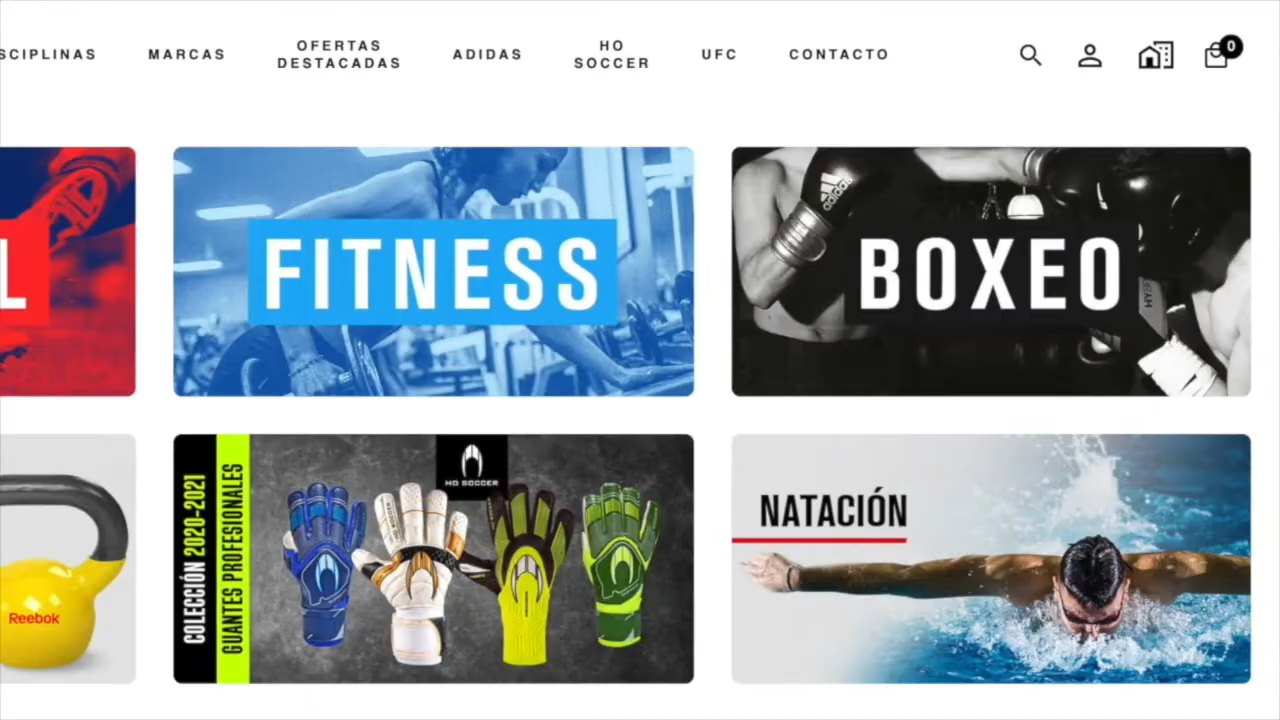 SCIPLINAS
MARCAS
OFERTAS
DESTACADAS
ADIDAS
HO
SOCCER
UFC
CONTACTO
0
L
FITNESS
adidas
BOXEO
Reebok
COLECCIÓN 2020-2021
GUANTES PROFESIONALES
HO SOCCER
NATACIÓN